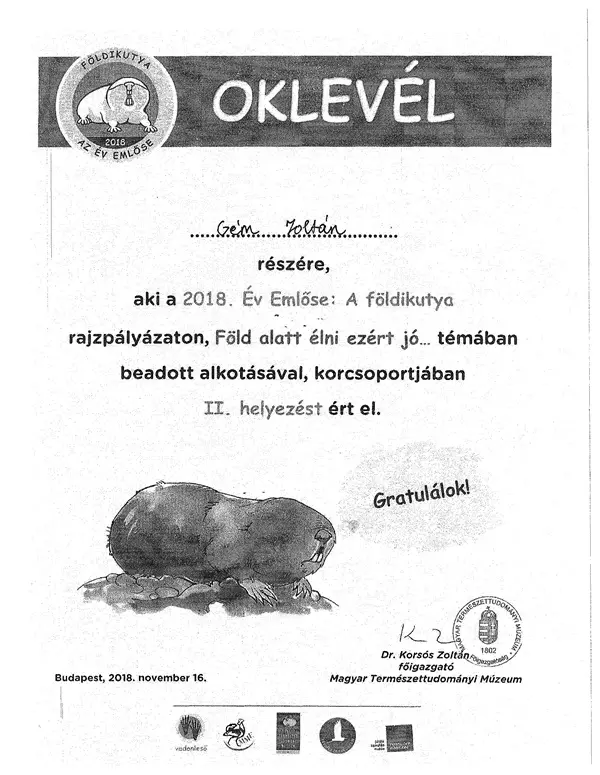 FÖLDIKUTYA
2018
AZ ÉV EMLŐSE
OKLEVÉL
Gém Zoltán
részére,
aki a 2018. Év Emlőse: A földikutya
rajzpályázaton, Föld alatt élni ezért jó... témában
beadott alkotásával, korcsoportjában
II. helyezést ért el.
Gratulálok!
MAGYAR TERMÉSZETTUDOMÁNYI MÚZEUM
1802
Főigazgatóság
Dr. Korsós Zoltán
főigazgató
Budapest, 2018. november 16.
Magyar Természettudományi Múzeum
vadonleső
MME